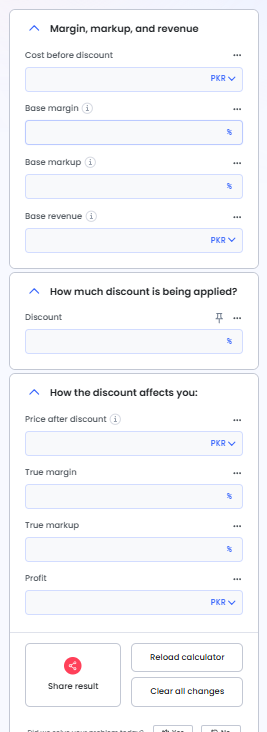 Margin, markup, and revenue
Cost before discount ...
PKR
Base margin i ...
%
Base markup i ...
%
Base revenue i ...
PKR
How much discount is being applied?
Discount ...
%
How the discount affects you:
Price after discount i ...
PKR
True margin ...
%
True markup ...
%
Profit ...
PKR
Share result
Reload calculator
Clear all changes